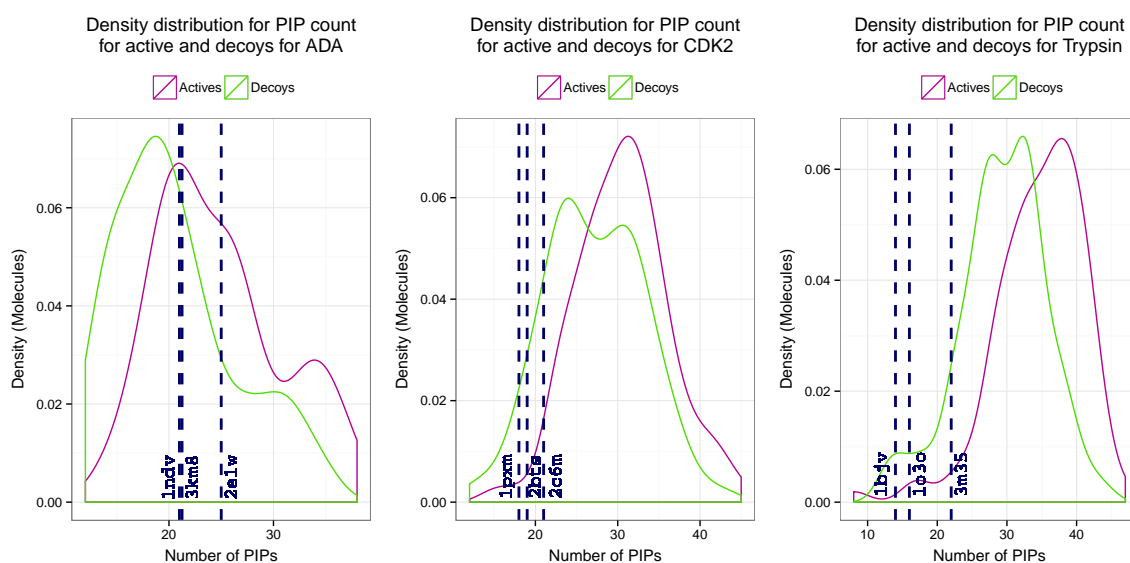 Density distribution for PIP count
for active and decoys for ADA
Actives Decoys
Density (Molecules)
0.06
0.04
0.02
0.00
1ndv
3km8
2e1w
20 30
Number of PIPs
Density distribution for PIP count
for active and decoys for CDK2
Actives Decoys
Density (Molecules)
0.06
0.04
0.02
0.00
1pxm
2bts
2c6m
20 30 40
Number of PIPs
Density distribution for PIP count
for active and decoys for Trypsin
Actives Decoys
Density (Molecules)
0.06
0.04
0.02
0.00
1bjv
1o3o
3m35
10 20 30 40
Number of PIPs